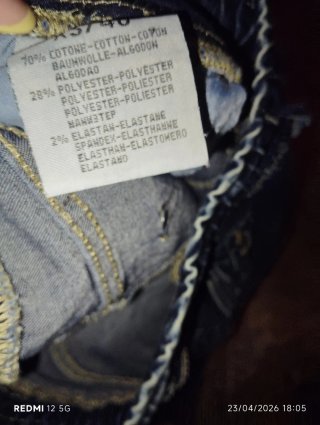 70% COTONE-COTTON-COTON
BAUMWOLLE-ALGODON
ALGODAO
28% POLYESTER-POLYESTER
POLYESTER-POLIESTER
POLYESTER-POLIESTER
2% ELASTAN-ELASTANE
SPANDEX-ELASTHANNE
ELASTHAN-ELASTOMERO
ELASTANO
REDMI 12 5G
23/04/2026 18:05